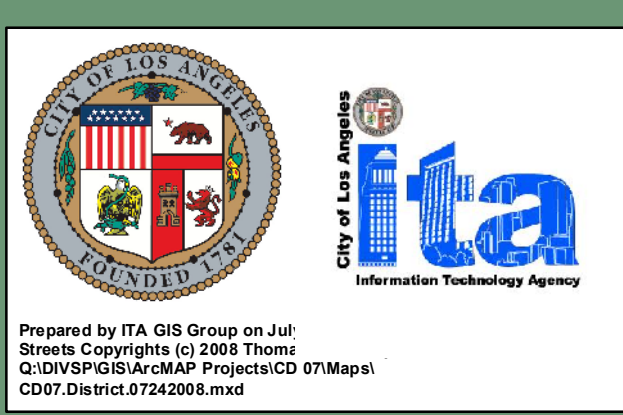 CITY OF LOS ANGELES
FOUNDED 1781
City of Los Angeles
Ita
Information Technology Agency
Prepared by ITA GIS Group on July
Streets Copyrights (c) 2008 Thoma
Q:\DIVSP\GIS\ArcMAP Projects\CD 07\Maps\
CD07.District.07242008.mxd